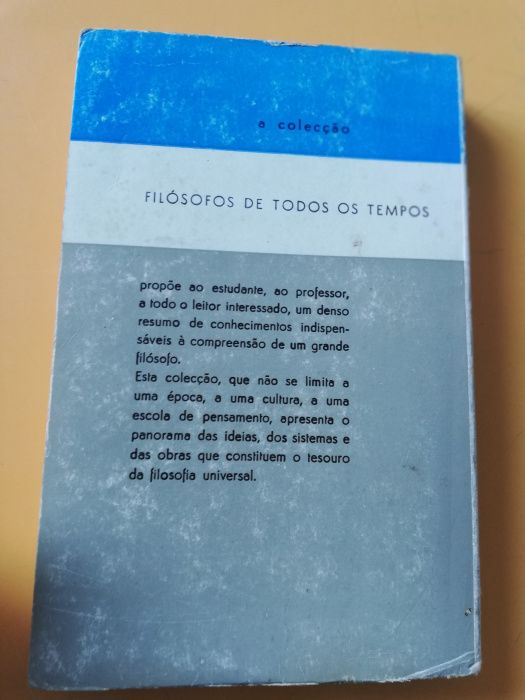 a colecção
FILÓSOFOS DE TODOS OS TEMPOS
propõe ao estudante, ao professor,
a todo o leitor interessado, um denso
resumo de conhecimentos indispen-
sáveis à compreensão de um grande
filósofo.
Esta colecção, que não se limita a
uma época, a uma cultura, a uma
escola de pensamento, apresenta o
panorama das ideias, dos sistemas e
das obras que constituem o tesouro
da filosofia universal.